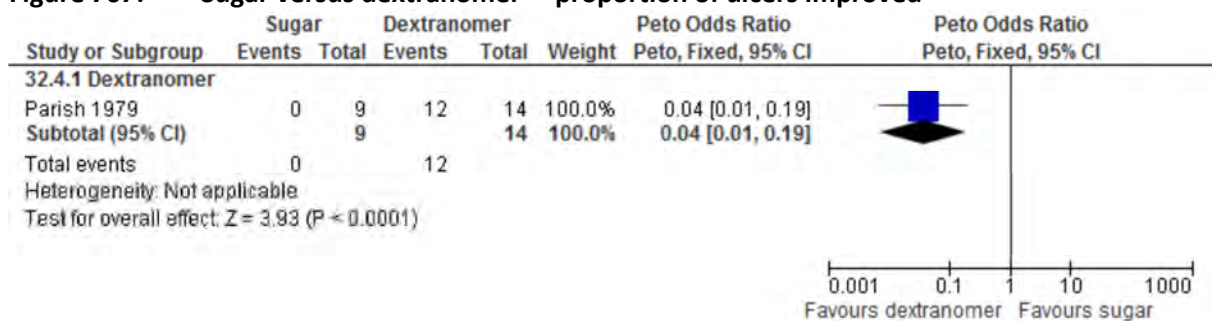 Sugar versus dextranomer – proportion of ulcers improved
Sugar Dextranomer Peto Odds Ratio Peto Odds Ratio
Study or Subgroup Events Total Events Total Weight Peto, Fixed, 95% CI Peto, Fixed, 95% CI
32.4.1 Dextranomer
Parish 1979 0 9 12 14 100.0% 0.04 [0.01, 0.19]
Subtotal (95% CI) 9 14 100.0% 0.04 [0.01, 0.19]
Total events 0 12
Heterogeneity: Not applicable
Test for overall effect: Z = 3.93 (P < 0.0001)
0.001 0.1 1 10 1000
Favours dextranomer Favours sugar